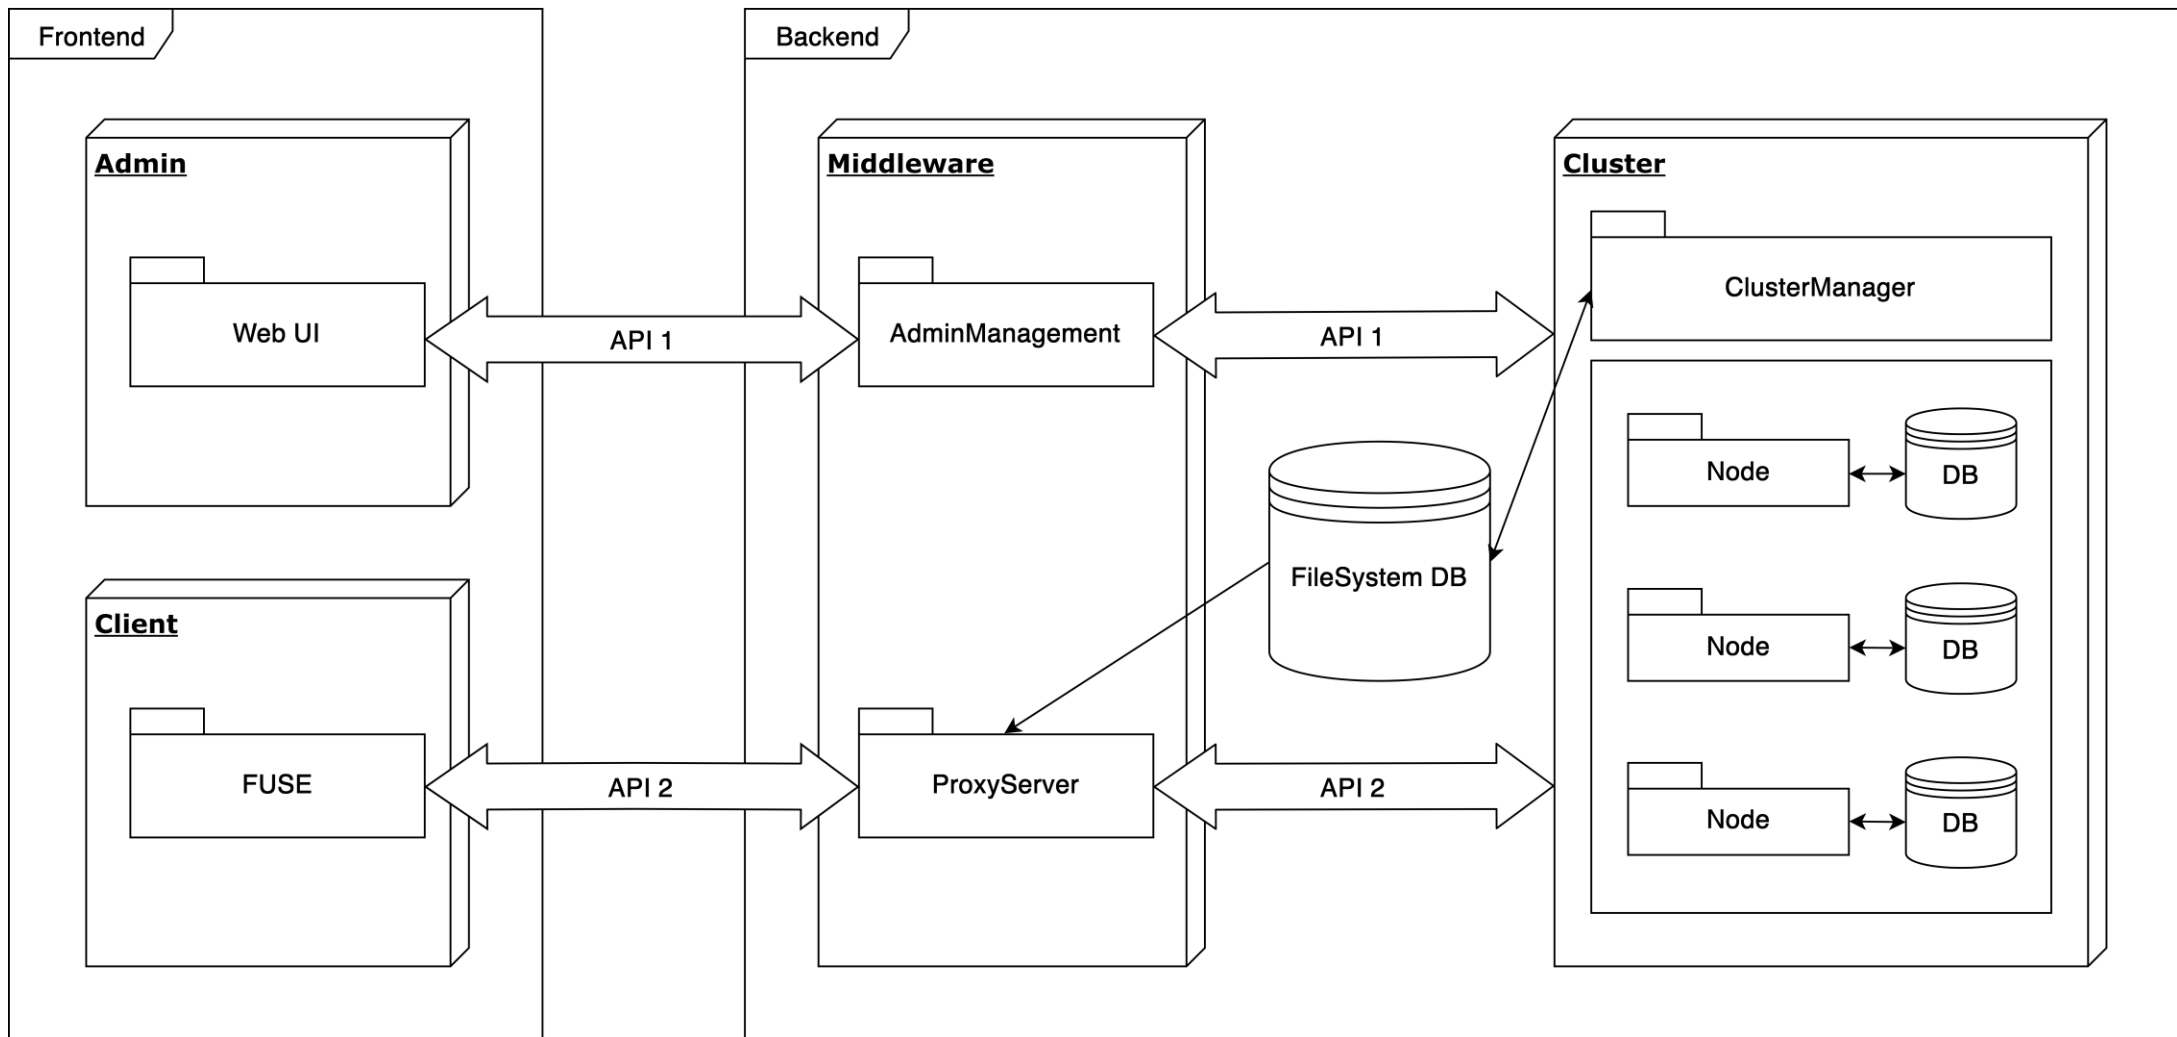 Frontend
Backend
Admin
Web UI
API 1
Middleware
AdminManagement
API 1
Cluster
ClusterManager
Node
DB
Node
DB
Node
DB
FileSystem DB
Client
FUSE
API 2
ProxyServer
API 2